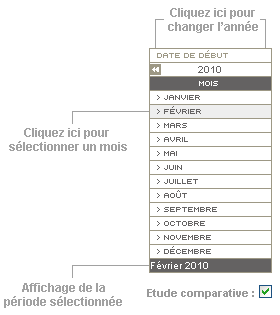 Cliquez ici pour
changer l'année
DATE DE DÉBUT
2010
MOIS
> JANVIER
> FÉVRIER
> MARS
> AVRIL
> MAI
> JUIN
> JUILLET
> AOUT
> SEPTEMBRE
> OCTOBRE
> NOVEMBRE
> DÉCEMBRE
Cliquez ici pour
sélectionner un mois
Février 2010
Affichage de la
période sélectionnée
Etude comparative :